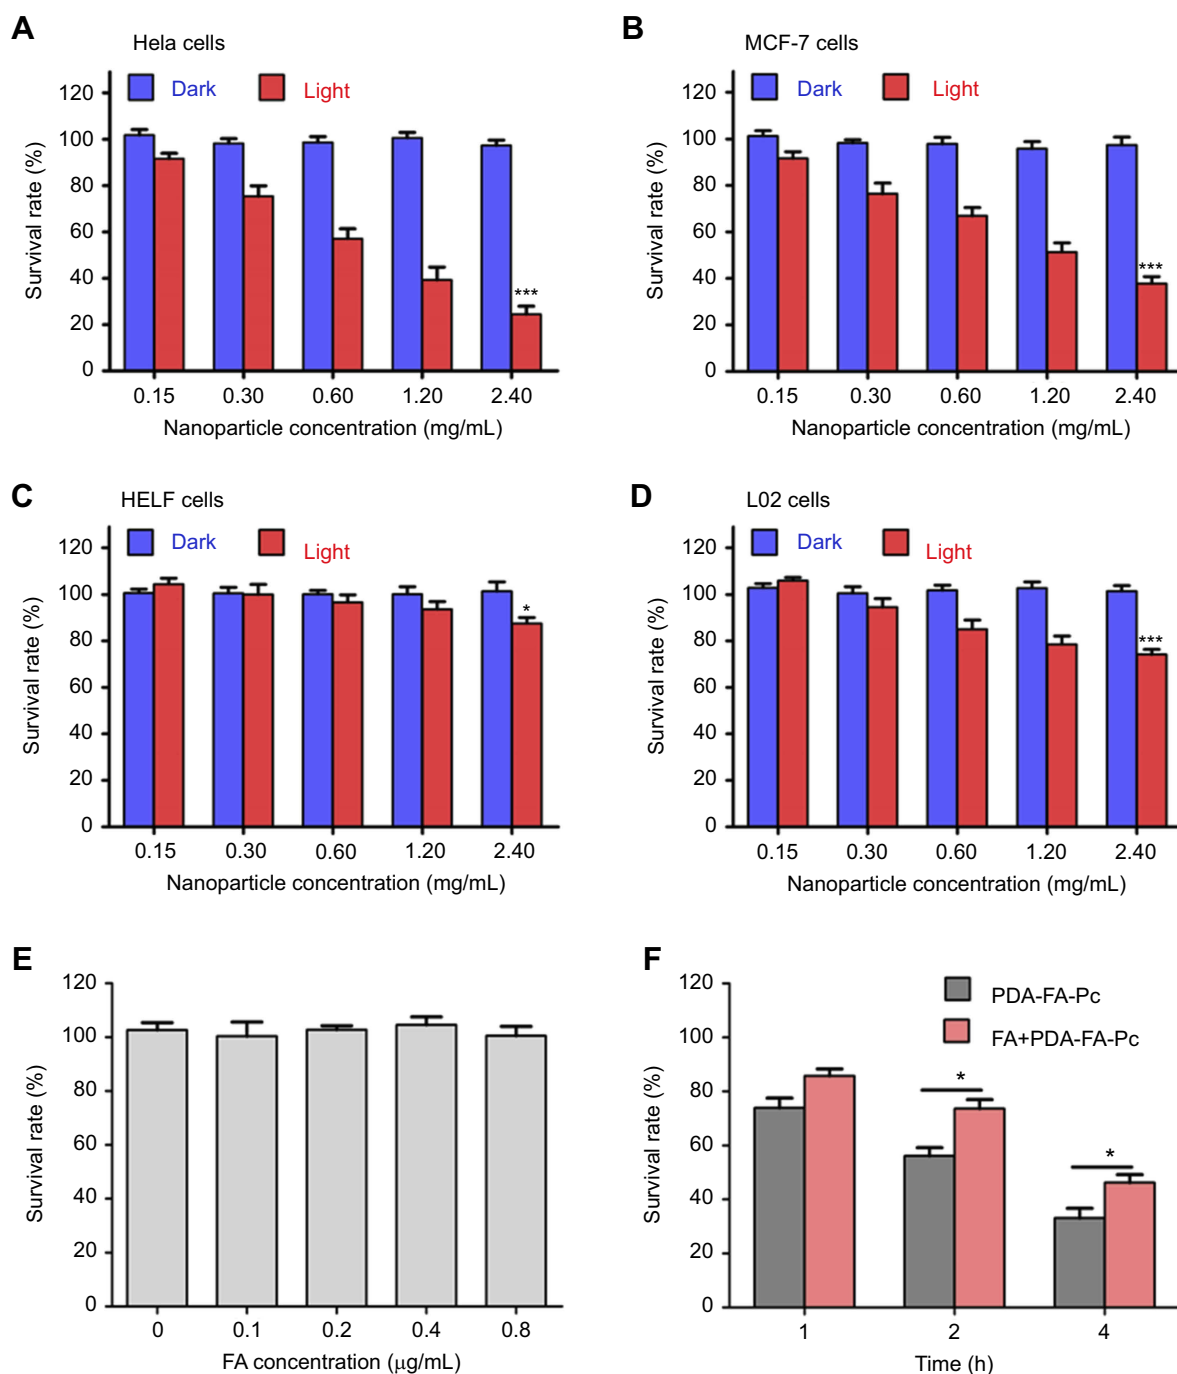 A
Hela cells
Dark
Light
Survival rate (%)
120
100
80
60
40
20
0
***
0.15 0.30 0.60 1.20 2.40
Nanoparticle concentration (mg/mL)
B
MCF-7 cells
Dark
Light
Survival rate (%)
120
100
80
60
40
20
0
***
0.15 0.30 0.60 1.20 2.40
Nanoparticle concentration (mg/mL)
C
HELF cells
Dark
Light
Survival rate (%)
120
100
80
60
40
20
0
*
0.15 0.30 0.60 1.20 2.40
Nanoparticle concentration (mg/mL)
D
L02 cells
Dark
Light
Survival rate (%)
120
100
80
60
40
20
0
***
0.15 0.30 0.60 1.20 2.40
Nanoparticle concentration (mg/mL)
E
Survival rate (%)
120
100
80
60
40
20
0
0 0.1 0.2 0.4 0.8
FA concentration (μg/mL)
F
PDA-FA-Pc
FA+PDA-FA-Pc
Survival rate (%)
120
100
80
60
40
20
0
*
*
1 2 4
Time (h)